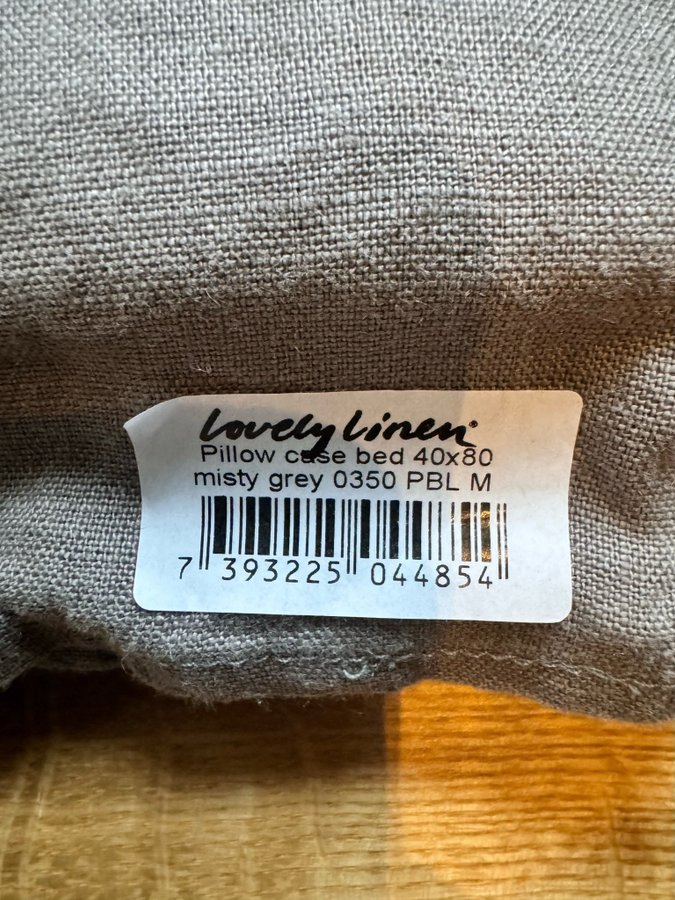 Lovely Linen®
Pillow case bed 40x80
misty grey 0350 PBL M
7 393225 044854